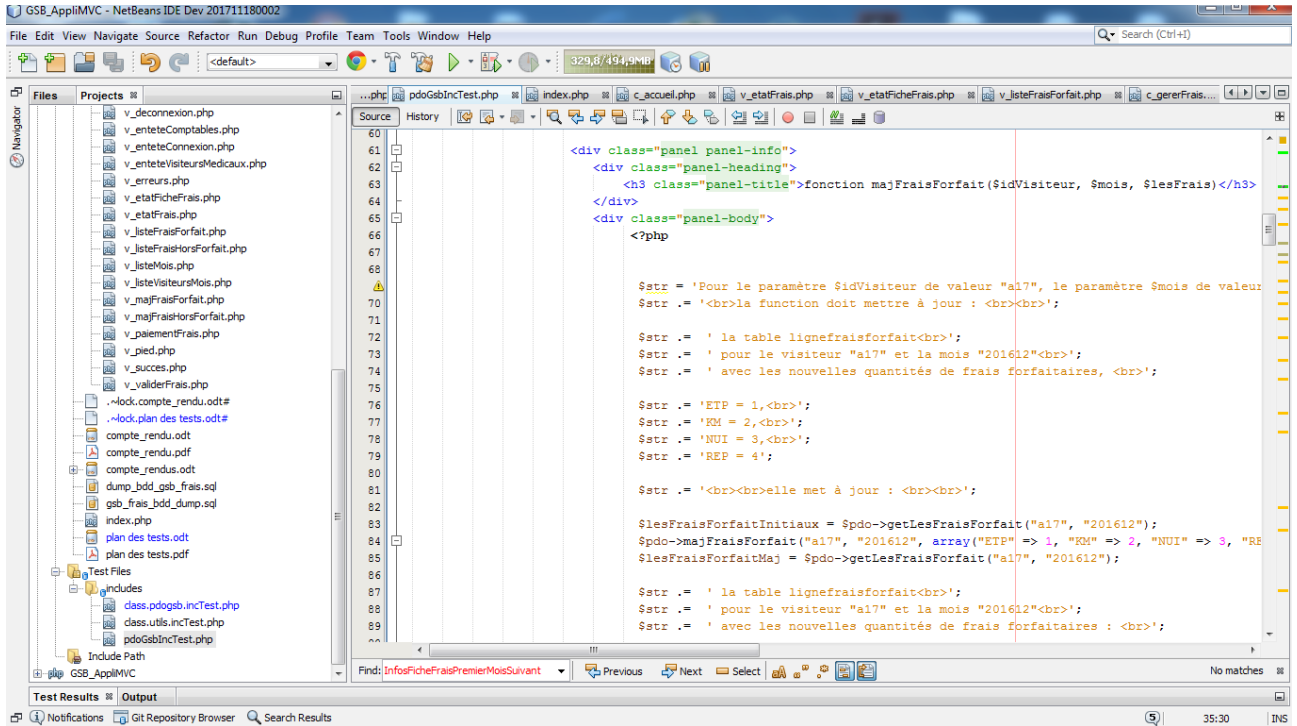 GSB_AppliMVC - NetBeans IDE Dev 201711180002
File Edit View Navigate Source Refactor Run Debug Profile Team Tools Window Help
Search (Ctrl+I)
<default>
329,8/494,9MB
Files Projects
...php pdoGsbIncTest.php index.php c_accueil.php v_etatFrais.php v_etatFicheFrais.php v_listeFraisForfait.php c_gererFrais....
Navigator
Source History
v_deconnexion.php
v_enteteComptables.php
v_enteteConnexion.php
v_enteteVisiteursMedicaux.php
v_erreurs.php
v_etatFicheFrais.php
v_etatFrais.php
v_listeFraisForfait.php
v_listeFraisHorsForfait.php
v_listeMois.php
v_listeVisiteursMois.php
v_majFraisForfait.php
v_majFraisHorsForfait.php
v_paiementFrais.php
v_pied.php
v_succes.php
v_validerFrais.php
.~lock.compte_rendu.odt#
.~lock.plan des tests.odt#
compte_rendu.odt
compte_rendu.pdf
compte_rendus.odt
dump_bdd_gsb_frais.sql
gsb_frais_bdd_dump.sql
index.php
plan des tests.odt
plan des tests.pdf
Test Files
includes
class.pdogsb.incTest.php
class.utils.incTest.php
pdoGsbIncTest.php
Include Path
GSB_AppliMVC
60
61 <div class="panel panel-info">
62 <div class="panel-heading">
63 <h3 class="panel-title">fonction majFraisForfait($idVisiteur, $mois, $lesFrais)</h3>
64 </div>
65 <div class="panel-body">
66 <?php
67
68
$str = 'Pour le paramètre $idVisiteur de valeur "a17", le paramètre $mois de valeur
70 $str .= '<br>la function doit mettre à jour : <br><br>';
71
72 $str .= ' la table lignefraisforfait<br>';
73 $str .= ' pour le visiteur "a17" et la mois "201612"<br>';
74 $str .= ' avec les nouvelles quantités de frais forfaitaires, <br>';
75
76 $str .= 'ETP = 1,<br>';
77 $str .= 'KM = 2,<br>';
78 $str .= 'NUI = 3,<br>';
79 $str .= 'REP = 4';
80
81 $str .= '<br><br>elle met à jour : <br><br>';
82
83 $lesFraisForfaitInitiaux = $pdo->getLesFraisForfait("a17", "201612");
84 $pdo->majFraisForfait("a17", "201612", array("ETP" => 1, "KM" => 2, "NUI" => 3, "RE
85 $lesFraisForfaitMaj = $pdo->getLesFraisForfait("a17", "201612");
86
87 $str .= ' la table lignefraisforfait<br>';
88 $str .= ' pour le visiteur "a17" et la mois "201612"<br>';
89 $str .= ' avec les nouvelles quantités de frais forfaitaires : <br>';
Find: InfosFicheFraisPremierMoisSuivant Previous Next Select No matches
Test Results Output
Notifications Git Repository Browser Search Results 5 35:30 INS